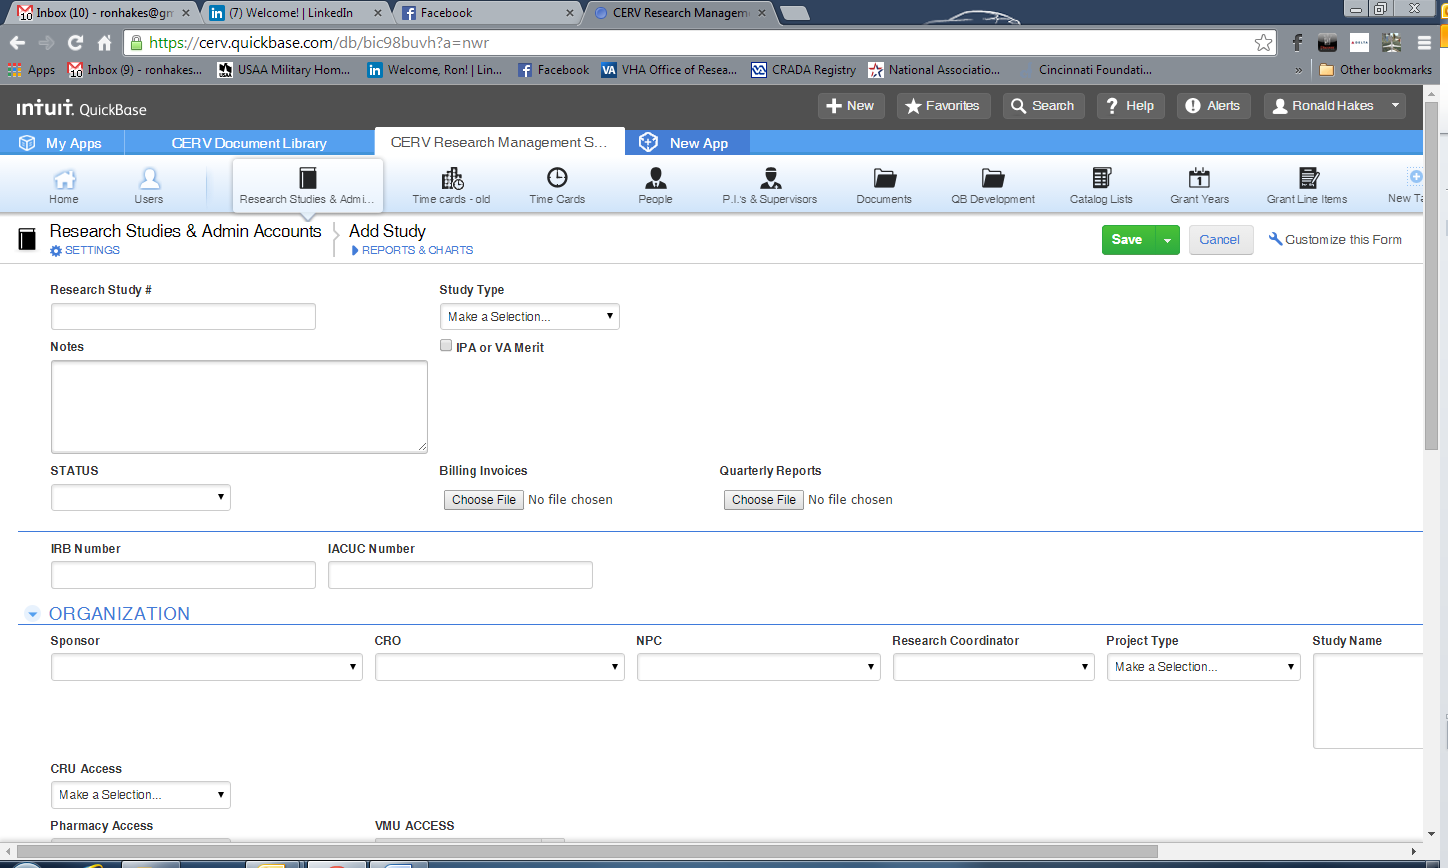 Inbox (10) - ronhakes@gm
(7) Welcome! | LinkedIn
Facebook
CERV Research Managem
https://cerv.quickbase.com/db/bic98buvh?a=nwr
Apps
Inbox (9) - ronhakes...
USAA Military Hom...
Welcome, Ron! | Lin...
Facebook
VHA Office of Resea...
CRADA Registry
National Associatio...
Cincinnati Foundati...
»
Other bookmarks
intuit. QuickBase
New
Favorites
Search
Help
Alerts
Ronald Hakes
My Apps
CERV Document Library
CERV Research Management S...
New App
Home
Users
Research Studies & Admi...
Time cards - old
Time Cards
People
P.I.'s & Supervisors
Documents
QB Development
Catalog Lists
Grant Years
Grant Line Items
New Ta
Research Studies & Admin Accounts
Add Study
SETTINGS
REPORTS & CHARTS
Save
Cancel
Customize this Form
Research Study #
Study Type
Make a Selection...
Notes
IPA or VA Merit
STATUS
Billing Invoices
Quarterly Reports
Choose File No file chosen
Choose File No file chosen
IRB Number
IACUC Number
ORGANIZATION
Sponsor
CRO
NPC
Research Coordinator
Project Type
Study Name
Make a Selection...
CRU Access
Make a Selection...
Pharmacy Access
VMU ACCESS